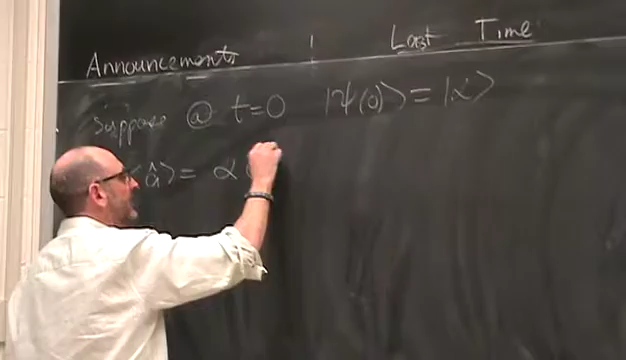 Announcements | Last Time
Suppose @ t=0 |ψ(0)⟩ = |α⟩
⟨â⟩ = α